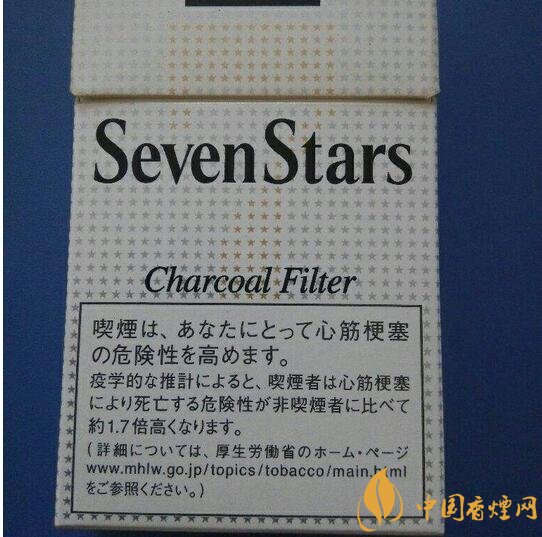 Seven Stars
Charcoal Filter
喫煙は、あなたにとって心筋梗塞
の危険性を高めます。
疫学的な推計によると、喫煙者は心筋梗塞
により死亡する危険性が非喫煙者に比べて
約1.7倍高くなります。
(詳細については、厚生労働省のホーム・ページ
www.mhlw.go.jp/topics/tobacco/main.html
をご参照ください。)
中国香烟网